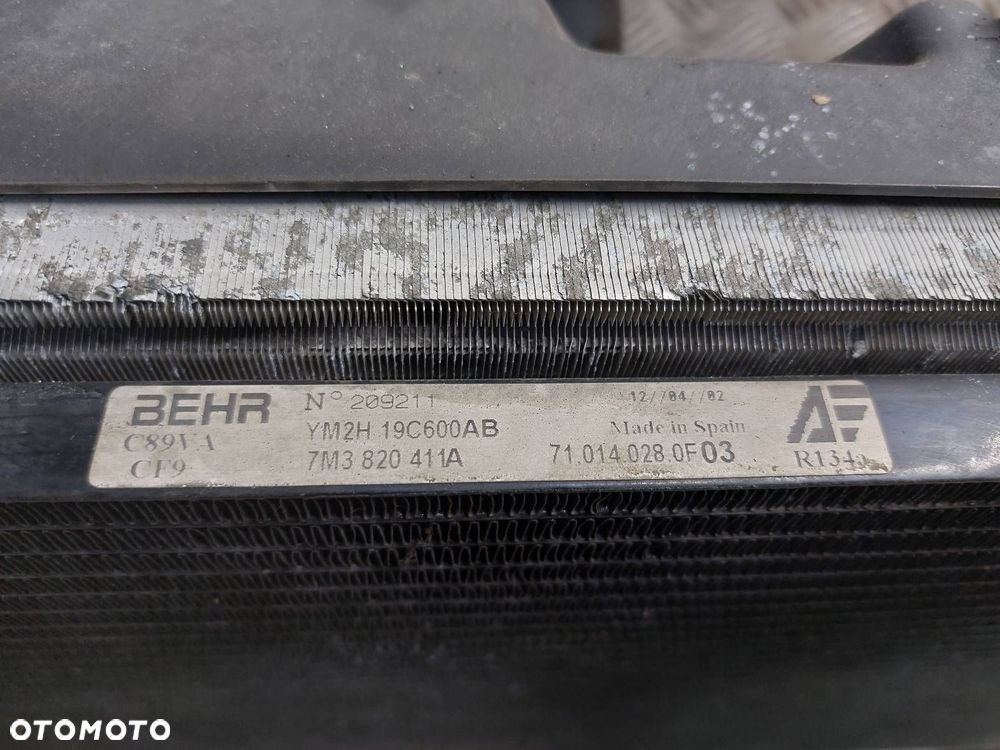 BEHR N° 209211 12//04//02 AF
C89VA YM2H 19C600AB Made in Spain
CF9 7M3 820 411A 71.014.028.0F03 R134a
OTOMOTO